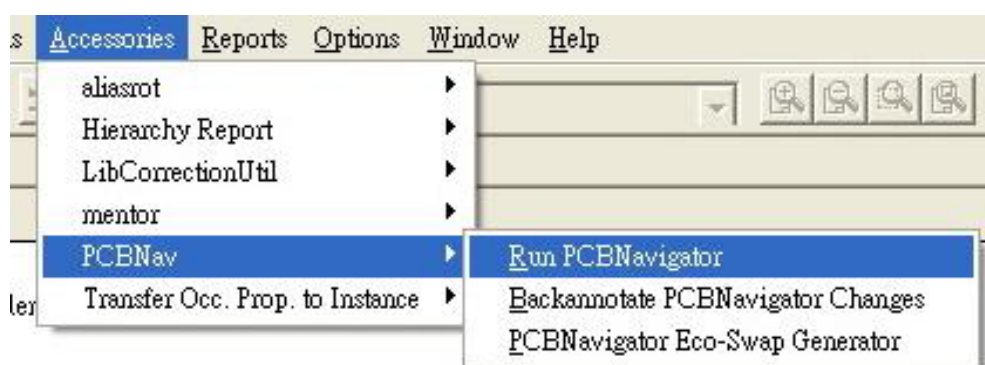 s Accessories Reports Options Window Help
aliasrot
Hierarchy Report
LibCorrectionUtil
mentor
PCBNav
Run PCBNavigator
Transfer Occ. Prop. to Instance
Backannotate PCBNavigator Changes
PCBNavigator Eco-Swap Generator